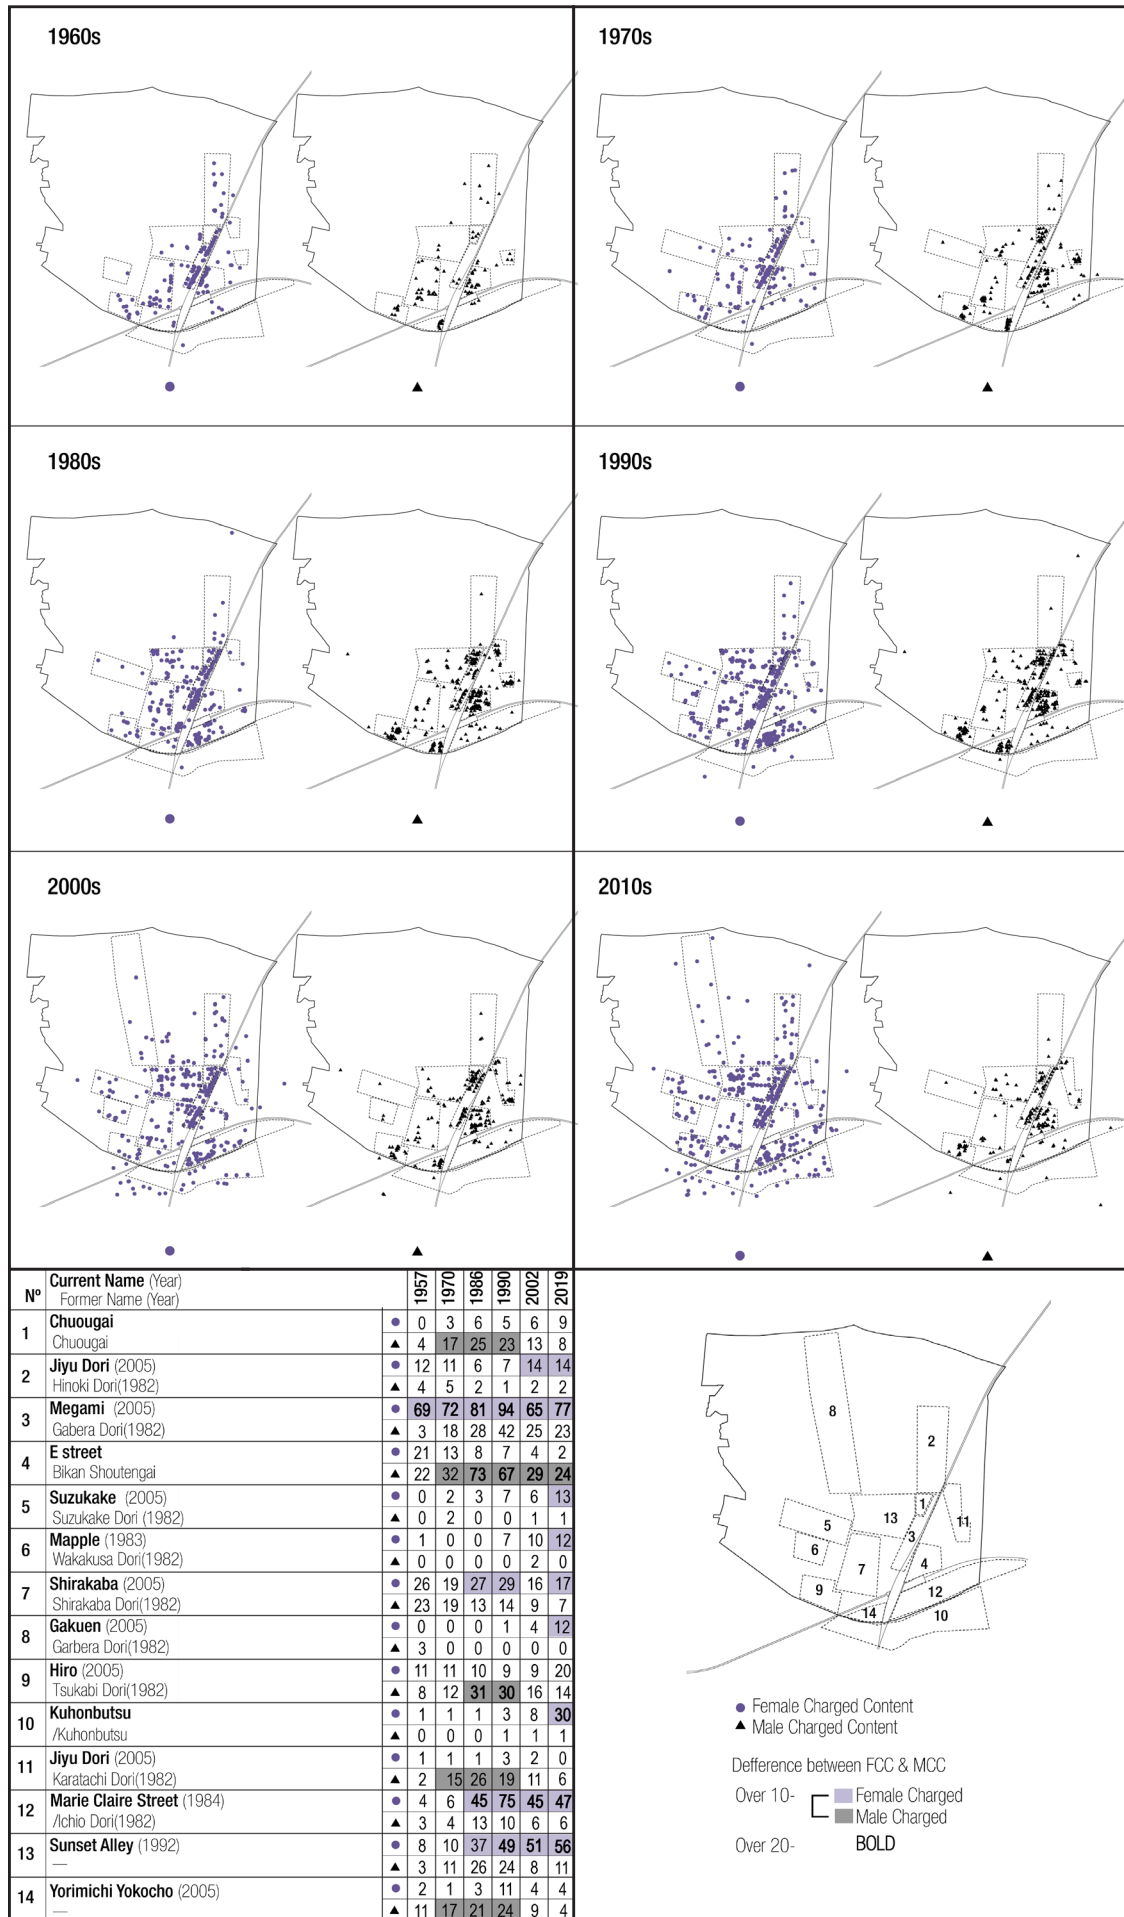 1960s
1970s
1980s
1990s
2000s
2010s
Nº Current Name (Year) 1957 1970 1986 1990 2002 2019
Former Name (Year)
1 Chuougai ● 0 3 6 5 6 9
Chuougai ▲ 4 17 25 23 13 8
2 Jiyu Dori (2005) ● 12 11 6 7 14 14
Hinoki Dori(1982) ▲ 4 5 2 1 2 2
3 Megami (2005) ● 69 72 81 94 65 77
Gabera Dori(1982) ▲ 3 18 28 42 25 23
4 E street ● 21 13 8 7 4 2
Bikan Shoutengai ▲ 22 32 73 67 29 24
5 Suzukake (2005) ● 0 2 3 7 6 13
Suzukake Dori (1982) ▲ 0 2 0 0 1 1
6 Mapple (1983) ● 1 0 0 7 10 12
Wakakusa Dori(1982) ▲ 0 0 0 0 2 0
7 Shirakaba (2005) ● 26 19 27 29 16 17
Shirakaba Dori(1982) ▲ 23 19 13 14 9 7
8 Gakuen (2005) ● 0 0 0 1 4 12
Garbera Dori(1982) ▲ 3 0 0 0 0 0
9 Hiro (2005) ● 11 11 10 9 9 20
Tsukabi Dori(1982) ▲ 8 12 31 30 16 14
10 Kuhonbutsu ● 1 1 1 3 8 30
/Kuhonbutsu ▲ 0 0 0 1 1 1
11 Jiyu Dori (2005) ● 1 1 1 3 2 0
Karatachi Dori(1982) ▲ 2 15 26 19 11 6
12 Marie Claire Street (1984) ● 4 6 45 75 45 47
/Ichio Dori(1982) ▲ 3 4 13 10 6 6
13 Sunset Alley (1992) ● 8 10 37 49 51 56
— ▲ 3 11 26 24 8 11
14 Yorimichi Yokocho (2005) ● 2 1 3 11 4 4
— ▲ 11 17 21 24 9 4
8
2
1
13
11
5
3
6
4
7
9
12
14
10
● Female Charged Content
▲ Male Charged Content
Defference between FCC & MCC
Over 10- Female Charged
Male Charged
Over 20- BOLD